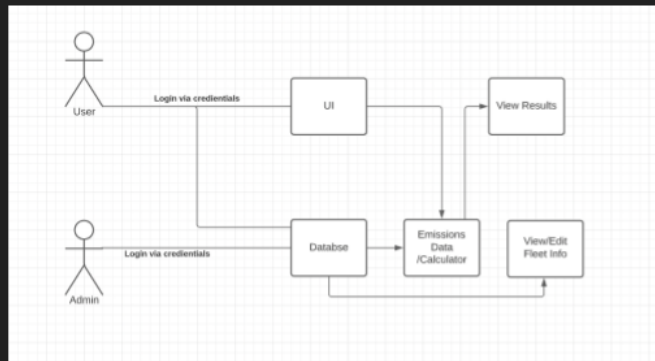 Login via credientials
User
UI
View Results
Login via credientials
Admin
Databse
Emissions
Data
/Calculator
View/Edit
Fleet Info